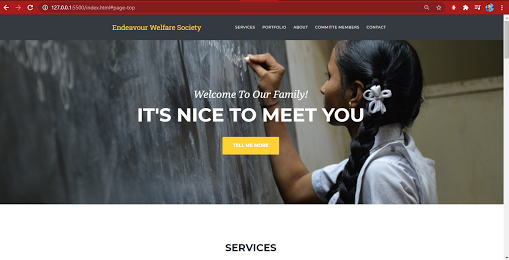 127.0.0.1:5500/index.html#page-top
Endeavour Welfare Society
SERVICES PORTFOLIO ABOUT COMMITTE MEMBERS CONTACT
Welcome To Our Family!
IT'S NICE TO MEET YOU
TELL ME MORE
SERVICES